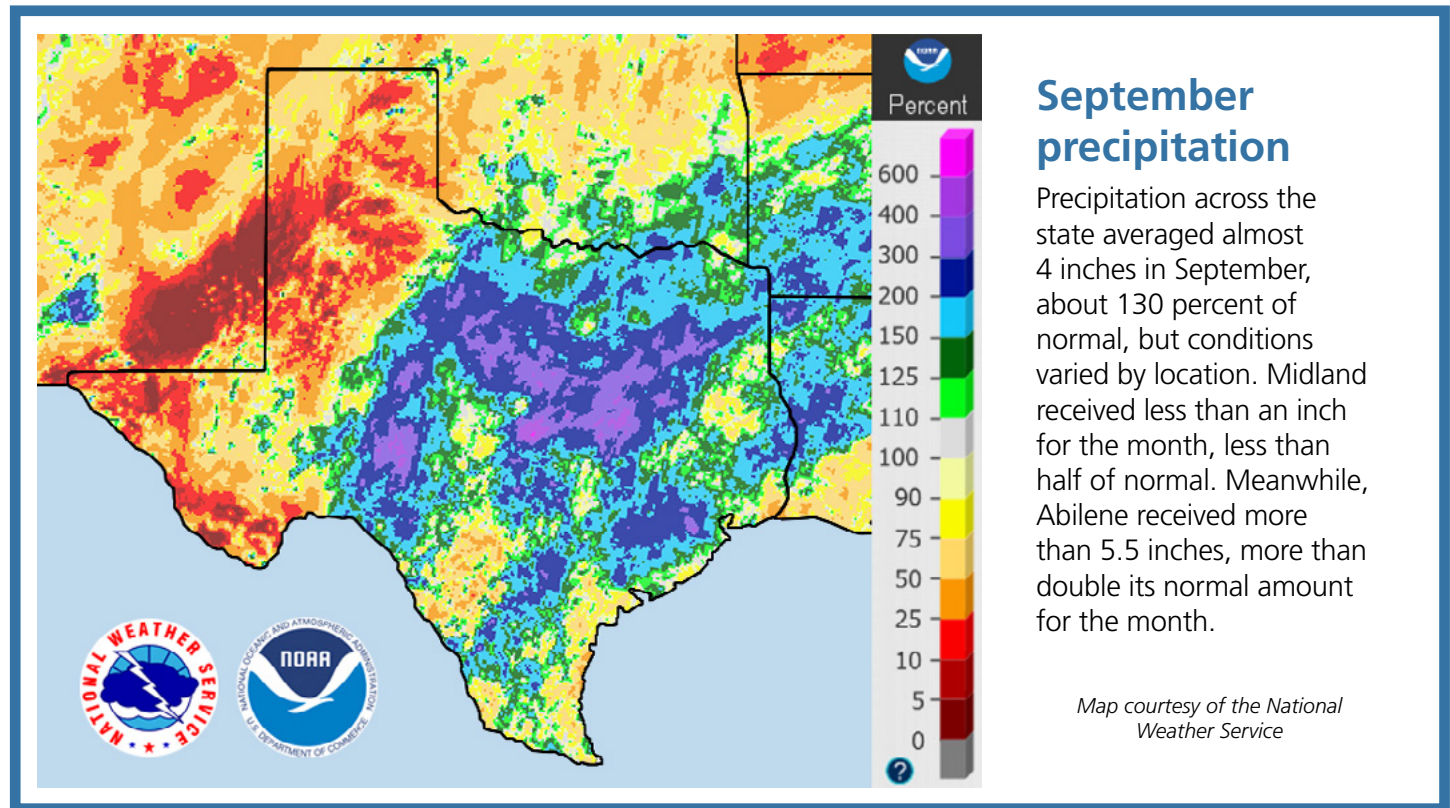 NOAA
Percent
600
400
300
200
150
125
110
100
90
75
50
25
10
5
0
?
NATIONAL WEATHER SERVICE
NATIONAL OCEANIC AND ATMOSPHERIC ADMINISTRATION
U.S. DEPARTMENT OF COMMERCE
NOAA
September
precipitation
Precipitation across the
state averaged almost
4 inches in September,
about 130 percent of
normal, but conditions
varied by location. Midland
received less than an inch
for the month, less than
half of normal. Meanwhile,
Abilene received more
than 5.5 inches, more than
double its normal amount
for the month.
Map courtesy of the National
Weather Service